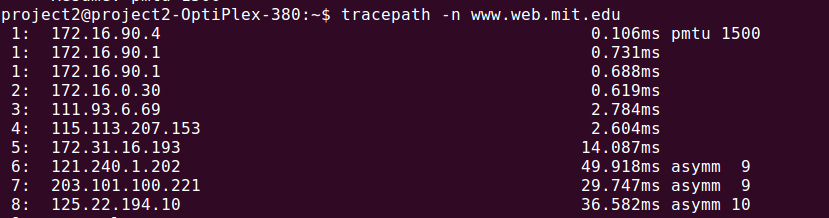 project2@project2-OptiPlex-380:~$ tracepath -n www.web.mit.edu
1: 172.16.90.4 0.106ms pmtu 1500
1: 172.16.90.1 0.731ms
1: 172.16.90.1 0.688ms
2: 172.16.0.30 0.619ms
3: 111.93.6.69 2.784ms
4: 115.113.207.153 2.604ms
5: 172.31.16.193 14.087ms
6: 121.240.1.202 49.918ms asymm 9
7: 203.101.100.221 29.747ms asymm 9
8: 125.22.194.10 36.582ms asymm 10